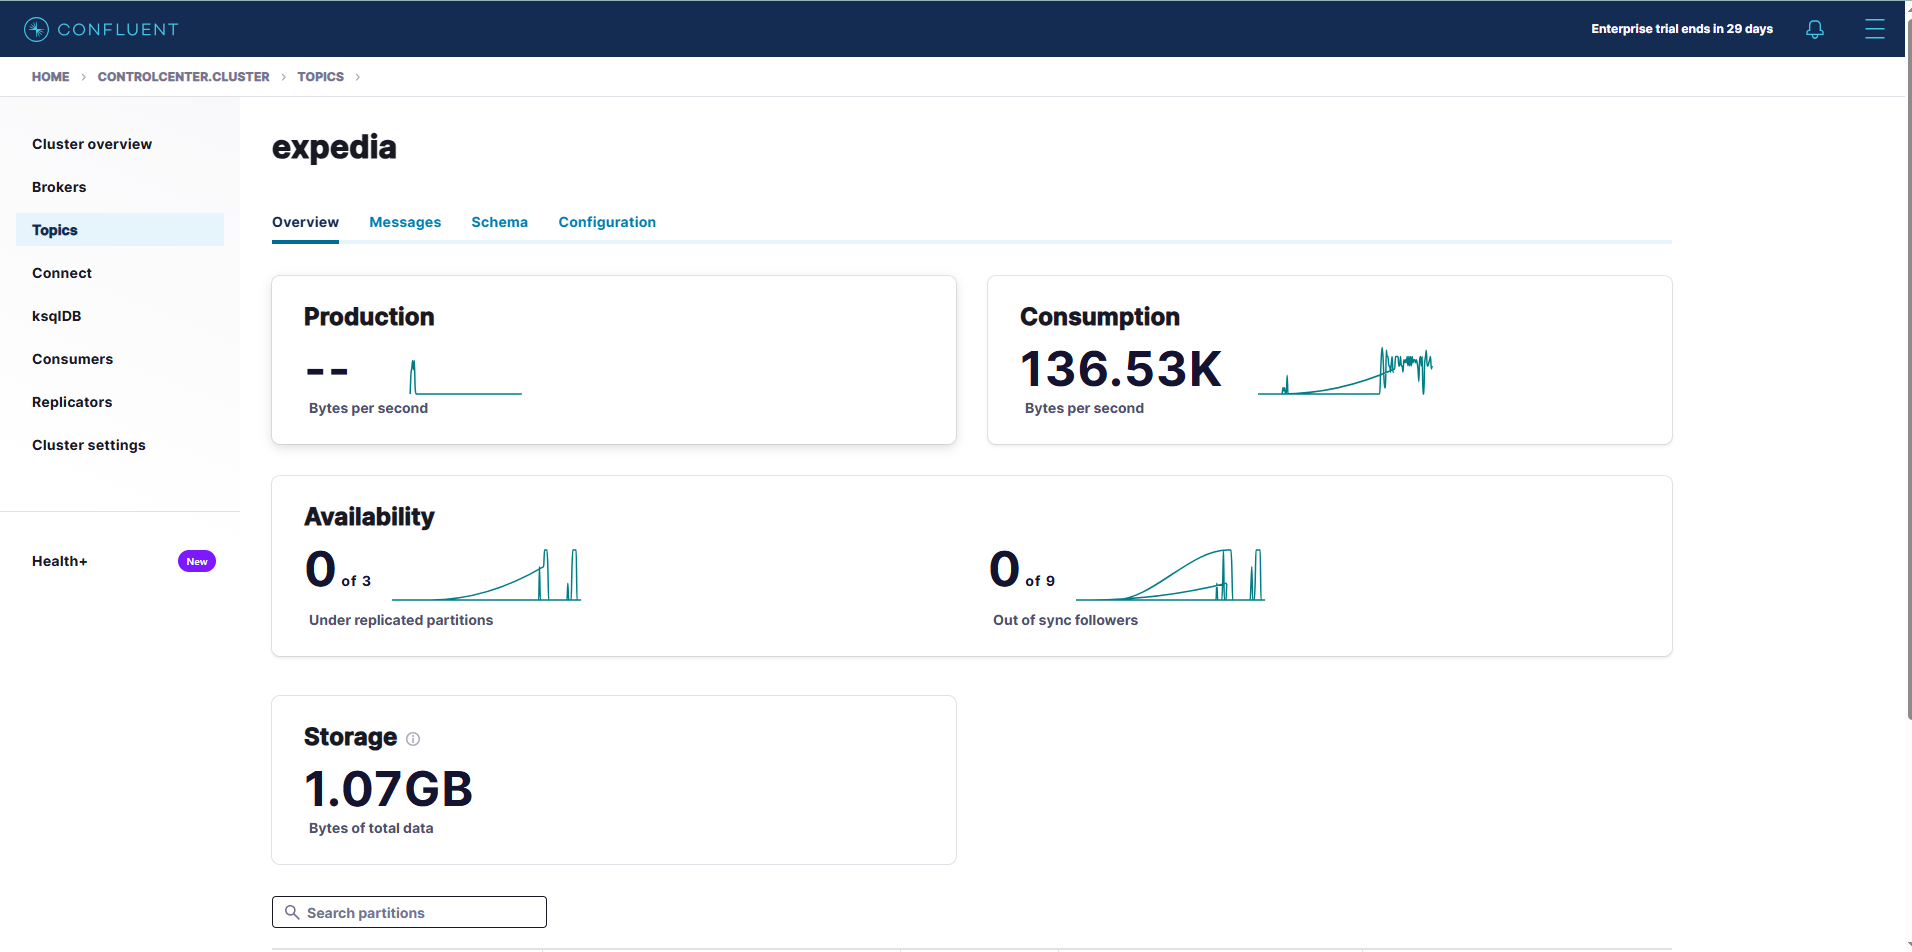 CONFLUENT
Enterprise trial ends in 29 days
HOME > CONTROLCENTER.CLUSTER > TOPICS >
Cluster overview
Brokers
Topics
Connect
ksqlDB
Consumers
Replicators
Cluster settings
Health+ New
expedia
Overview Messages Schema Configuration
Production
--
Bytes per second
Consumption
136.53K
Bytes per second
Availability
0 of 3
Under replicated partitions
0 of 9
Out of sync followers
Storage
1.07GB
Bytes of total data
Search partitions